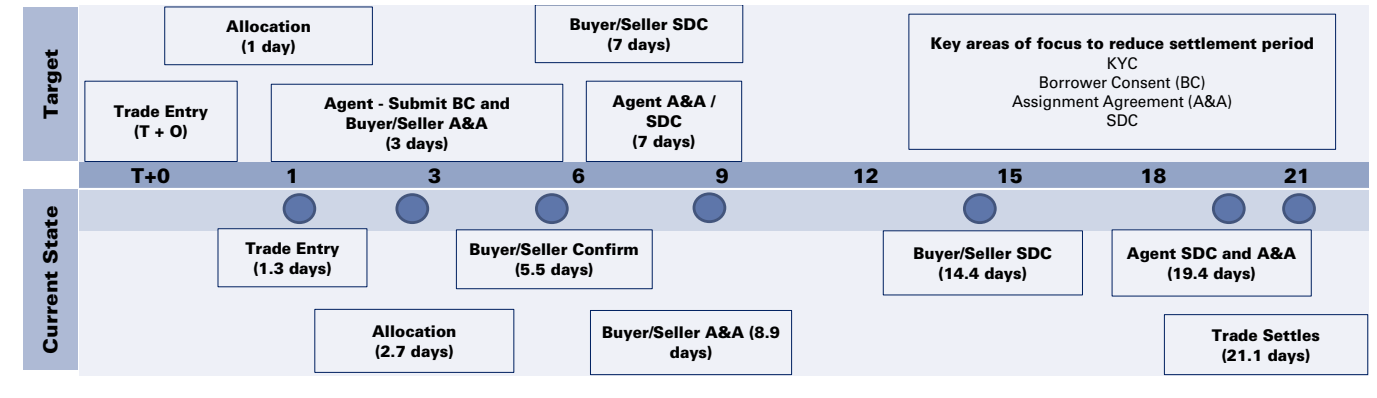 Target
Allocation
(1 day)
Buyer/Seller SDC
(7 days)
Key areas of focus to reduce settlement period
KYC
Borrower Consent (BC)
Assignment Agreement (A&A)
SDC
Trade Entry
(T + O)
Agent - Submit BC and
Buyer/Seller A&A
(3 days)
Agent A&A /
SDC
(7 days)
T+0 1 3 6 9 12 15 18 21
Current State
Trade Entry
(1.3 days)
Buyer/Seller Confirm
(5.5 days)
Buyer/Seller SDC
(14.4 days)
Agent SDC and A&A
(19.4 days)
Allocation
(2.7 days)
Buyer/Seller A&A (8.9
days)
Trade Settles
(21.1 days)